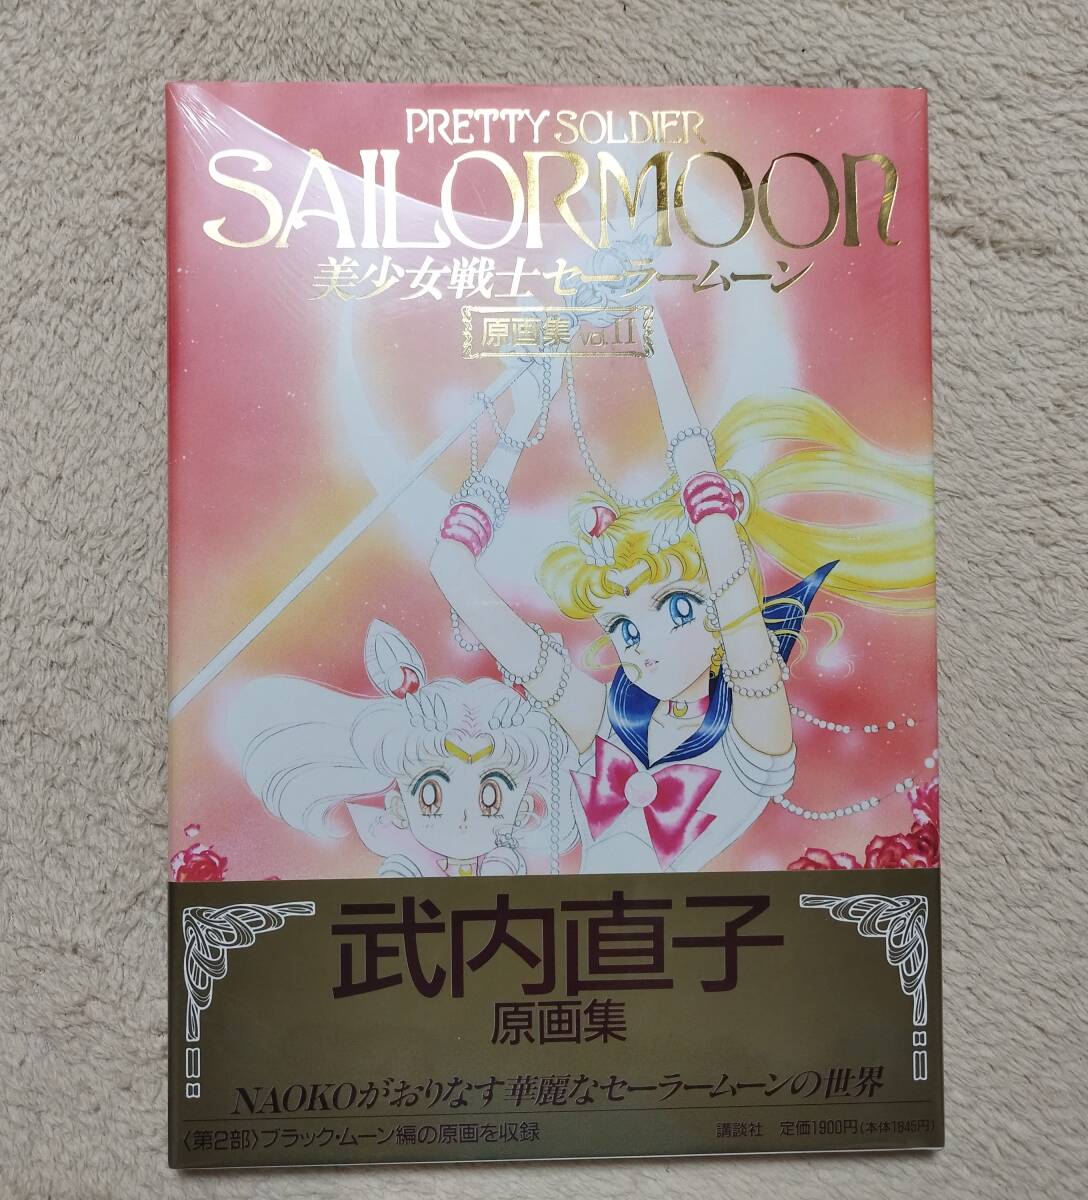 PRETTY SOLDIER
SAILORMOON
美少女戦士セーラームーン
原画集 VOL.II
武内直子
原画集
NAOKOがおりなす華麗なセーラームーンの世界
〈第2部〉ブラック・ムーン編の原画を収録
講談社 定価1900円(本体1845円)